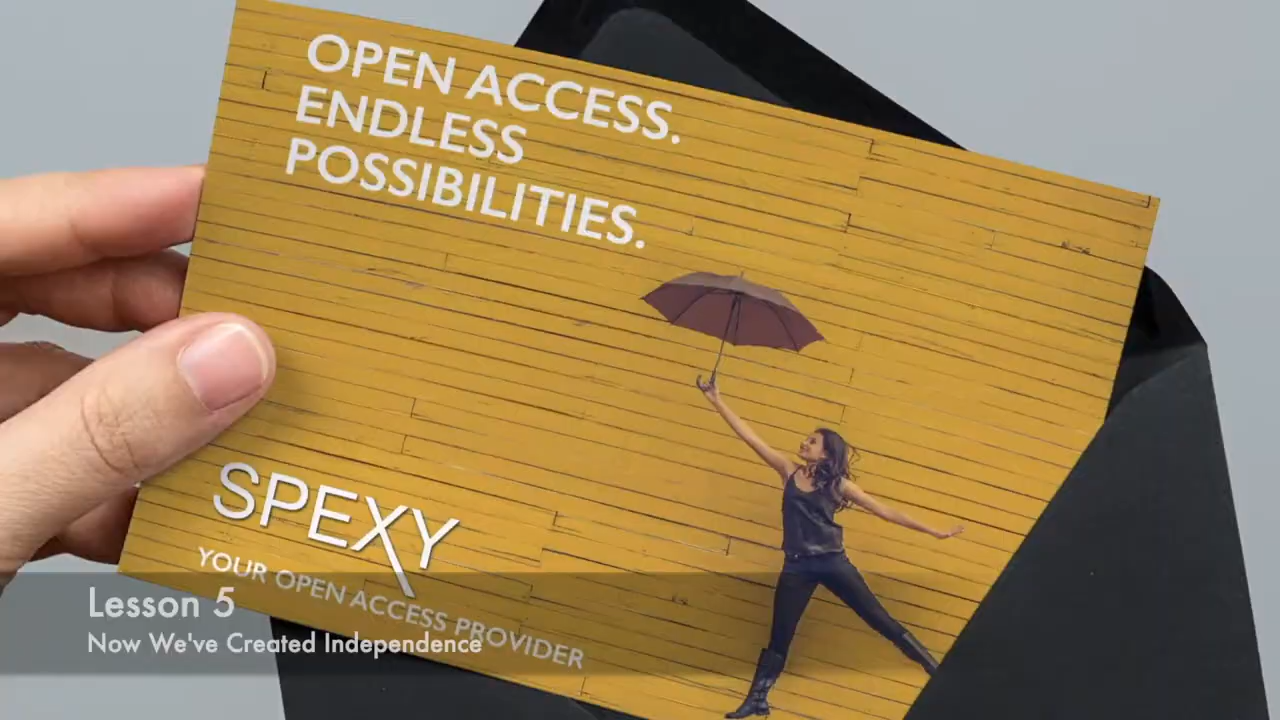 OPEN ACCESS.
ENDLESS
POSSIBILITIES.
SPEXY
YOUR OPEN ACCESS PROVIDER
Lesson 5
Now We've Created Independence